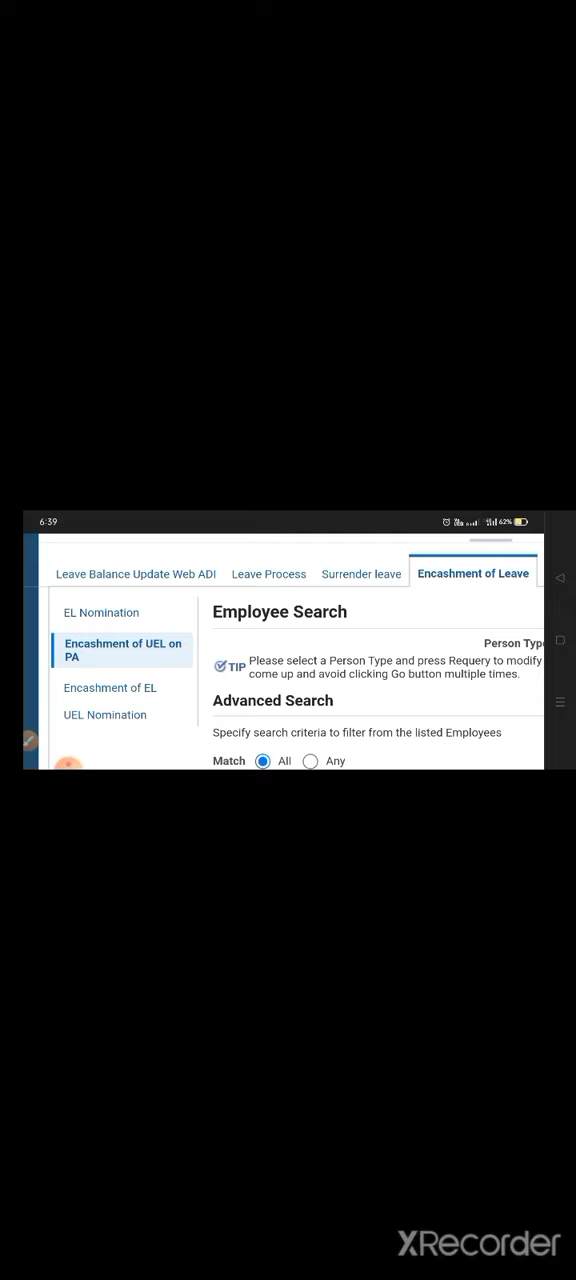 6:39
62%
Leave Balance Update Web ADI
Leave Process
Surrender leave
Encashment of Leave
EL Nomination
Encashment of UEL on
PA
Encashment of EL
UEL Nomination
Employee Search
Person Type
TIP Please select a Person Type and press Requery to modify
come up and avoid clicking Go button multiple times.
Advanced Search
Specify search criteria to filter from the listed Employees
Match All Any
XRecorder